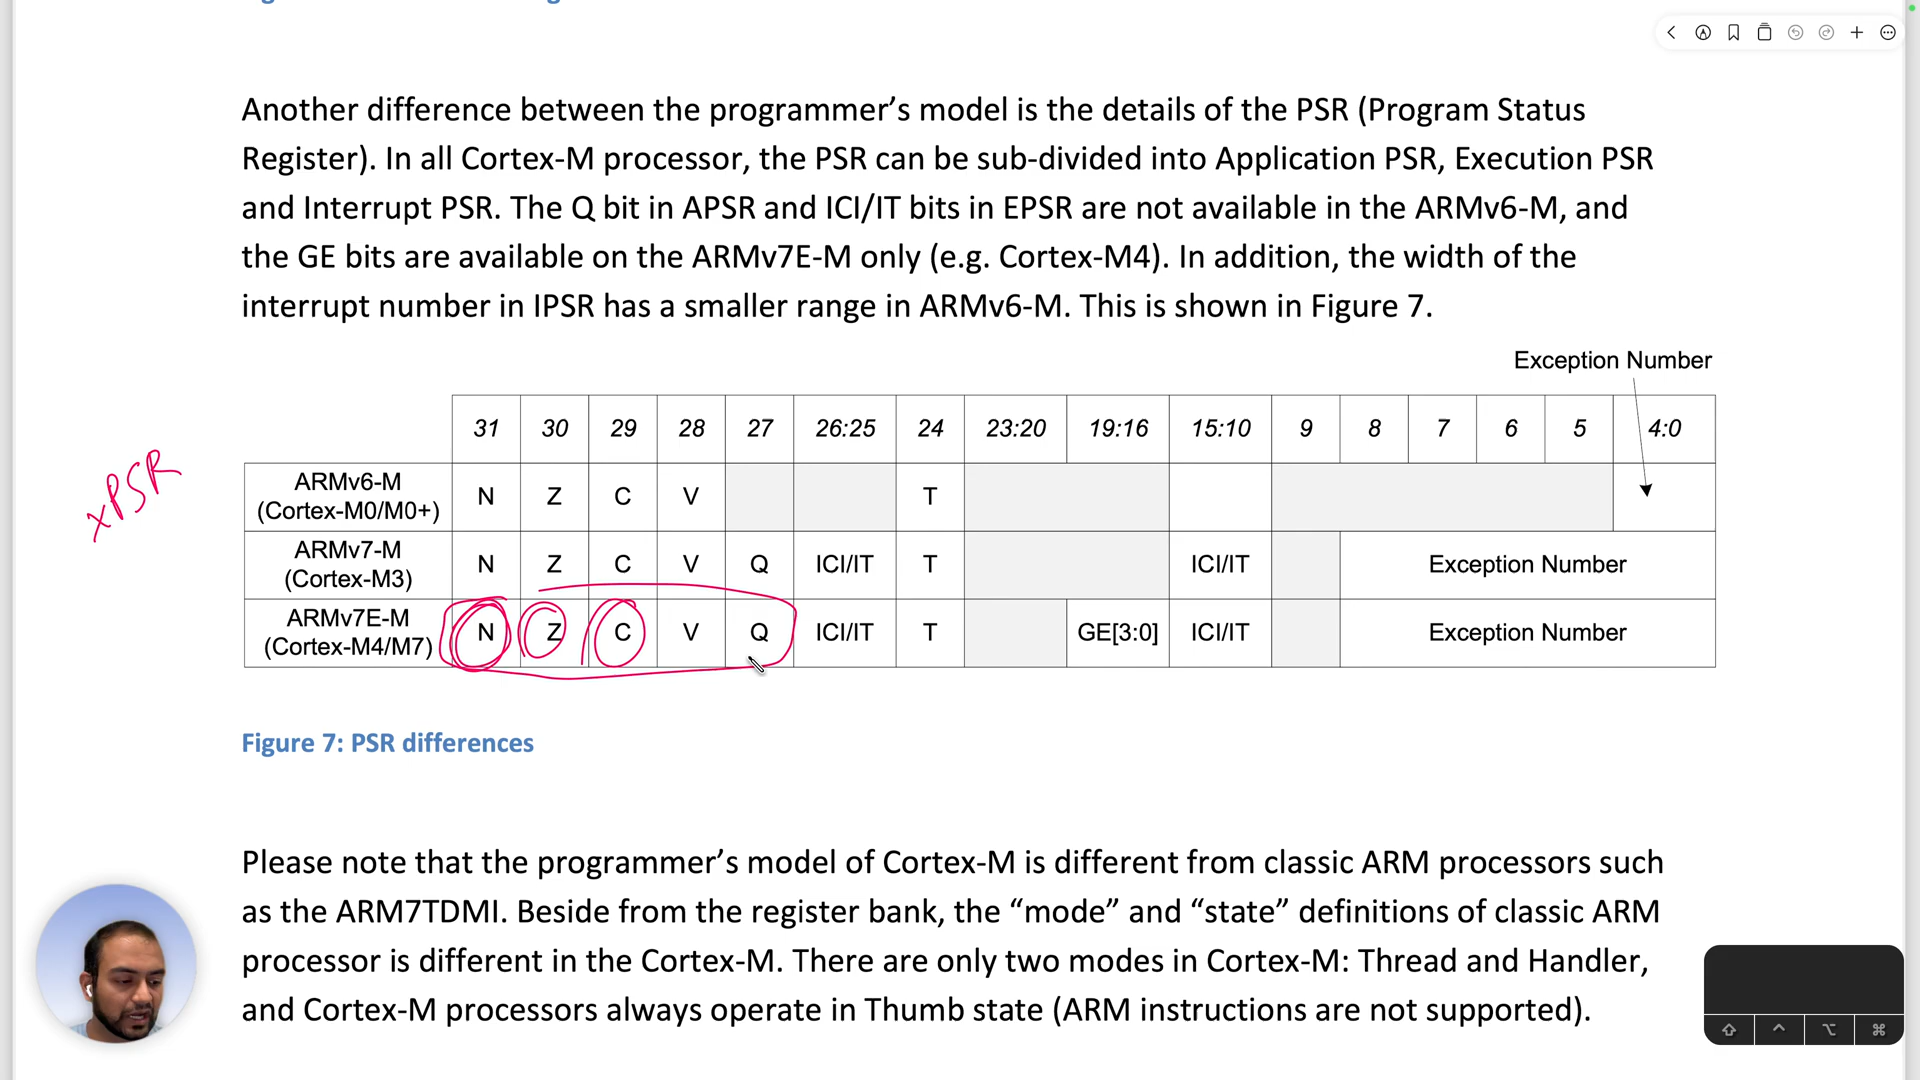 Another difference between the programmer’s model is the details of the PSR (Program Status
Register). In all Cortex-M processor, the PSR can be sub-divided into Application PSR, Execution PSR
and Interrupt PSR. The Q bit in APSR and ICI/IT bits in EPSR are not available in the ARMv6-M, and
the GE bits are available on the ARMv7E-M only (e.g. Cortex-M4). In addition, the width of the
interrupt number in IPSR has a smaller range in ARMv6-M. This is shown in Figure 7.
Exception Number
31 30 29 28 27 26:25 24 23:20 19:16 15:10 9 8 7 6 5 4:0
xPSR
ARMv6-M
(Cortex-M0/M0+)
N Z C V T
ARMv7-M
(Cortex-M3)
N Z C V Q ICI/IT T ICI/IT Exception Number
ARMv7E-M
(Cortex-M4/M7)
N Z C V Q ICI/IT T GE[3:0] ICI/IT Exception Number
Figure 7: PSR differences
Please note that the programmer’s model of Cortex-M is different from classic ARM processors such
as the ARM7TDMI. Beside from the register bank, the “mode” and “state” definitions of classic ARM
processor is different in the Cortex-M. There are only two modes in Cortex-M: Thread and Handler,
and Cortex-M processors always operate in Thumb state (ARM instructions are not supported).